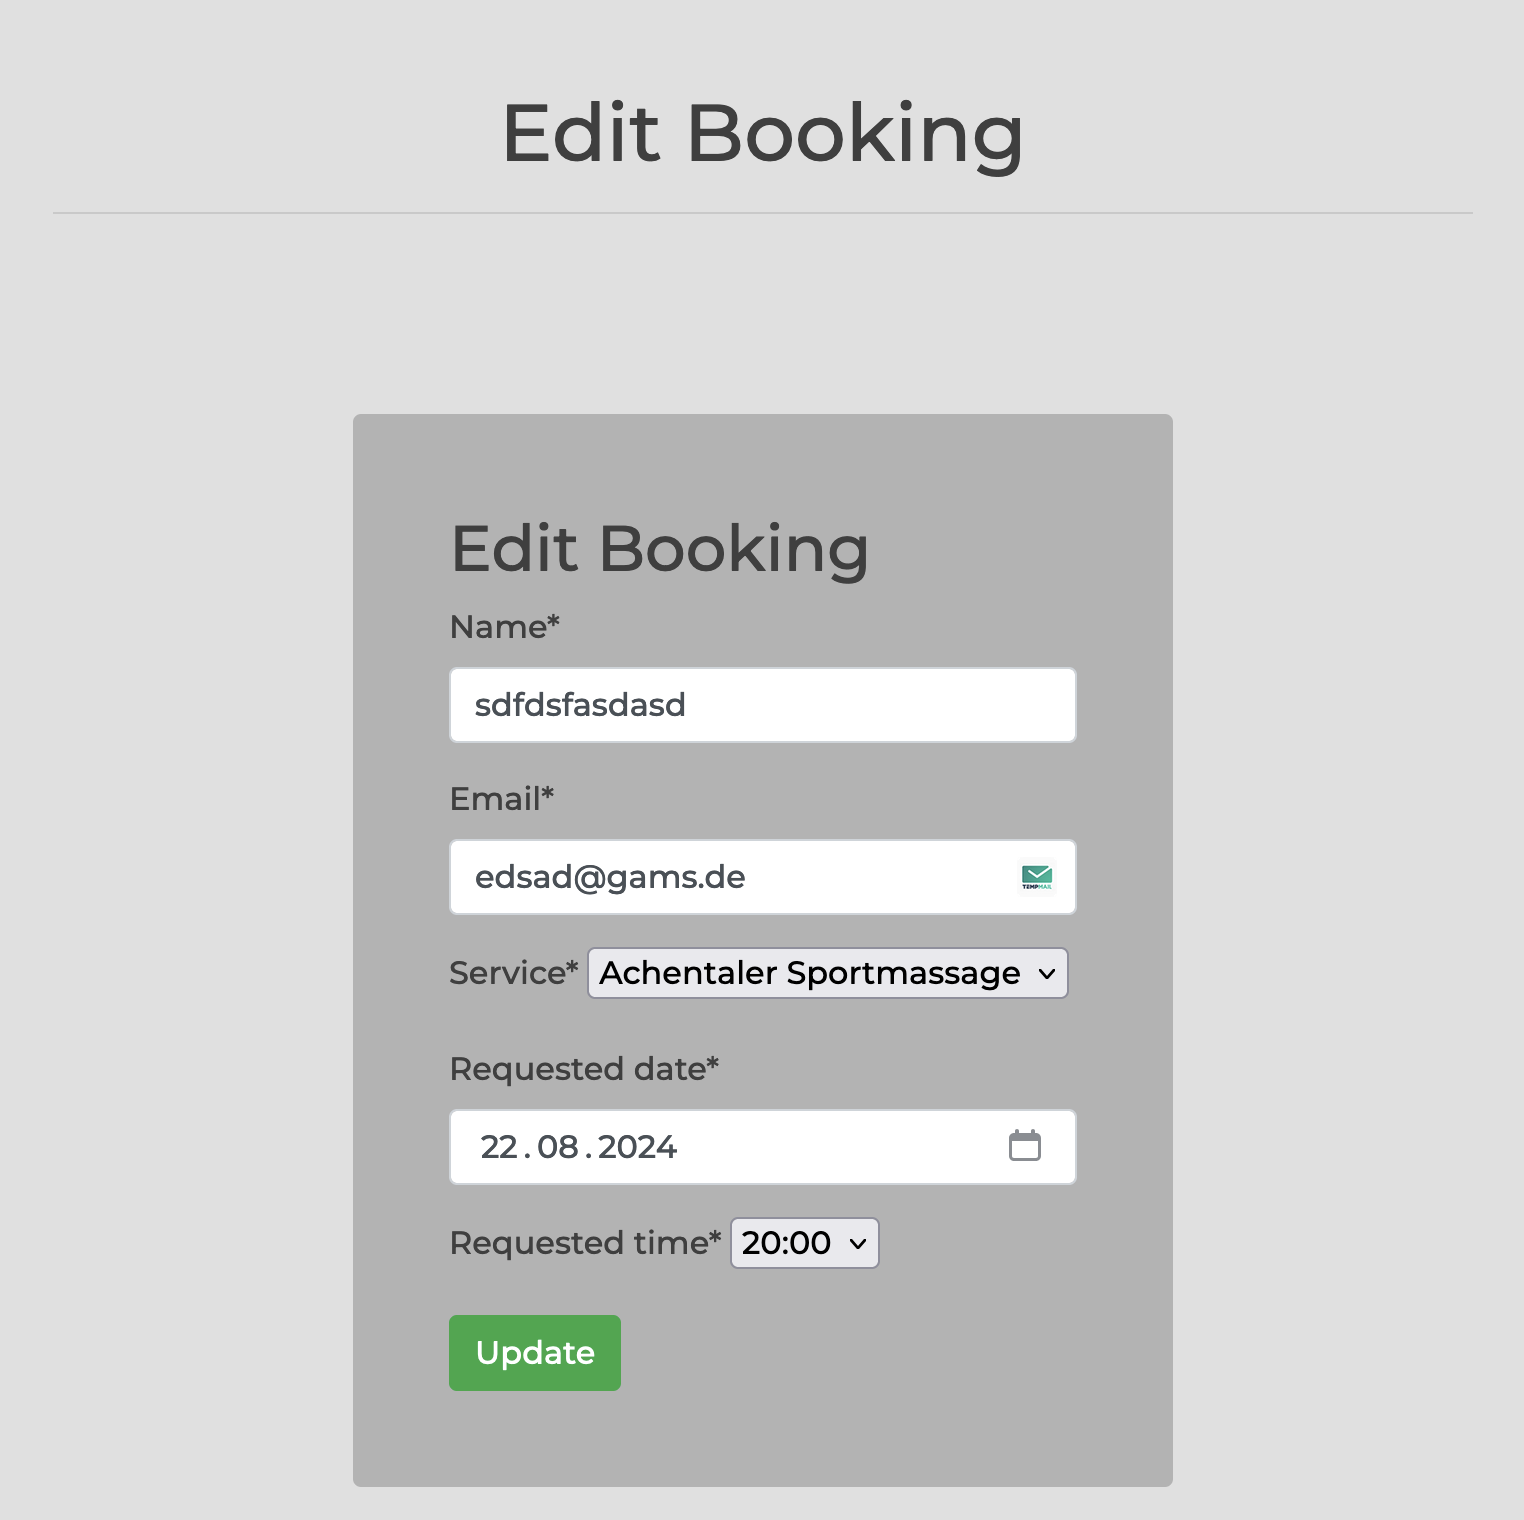 Edit Booking
Edit Booking
Name*
sdfdsfasdasd
Email*
edsad@gams.de
TEMPMAIL
Service* Achentaler Sportmassage
Requested date*
22.08.2024
Requested time* 20:00
Update